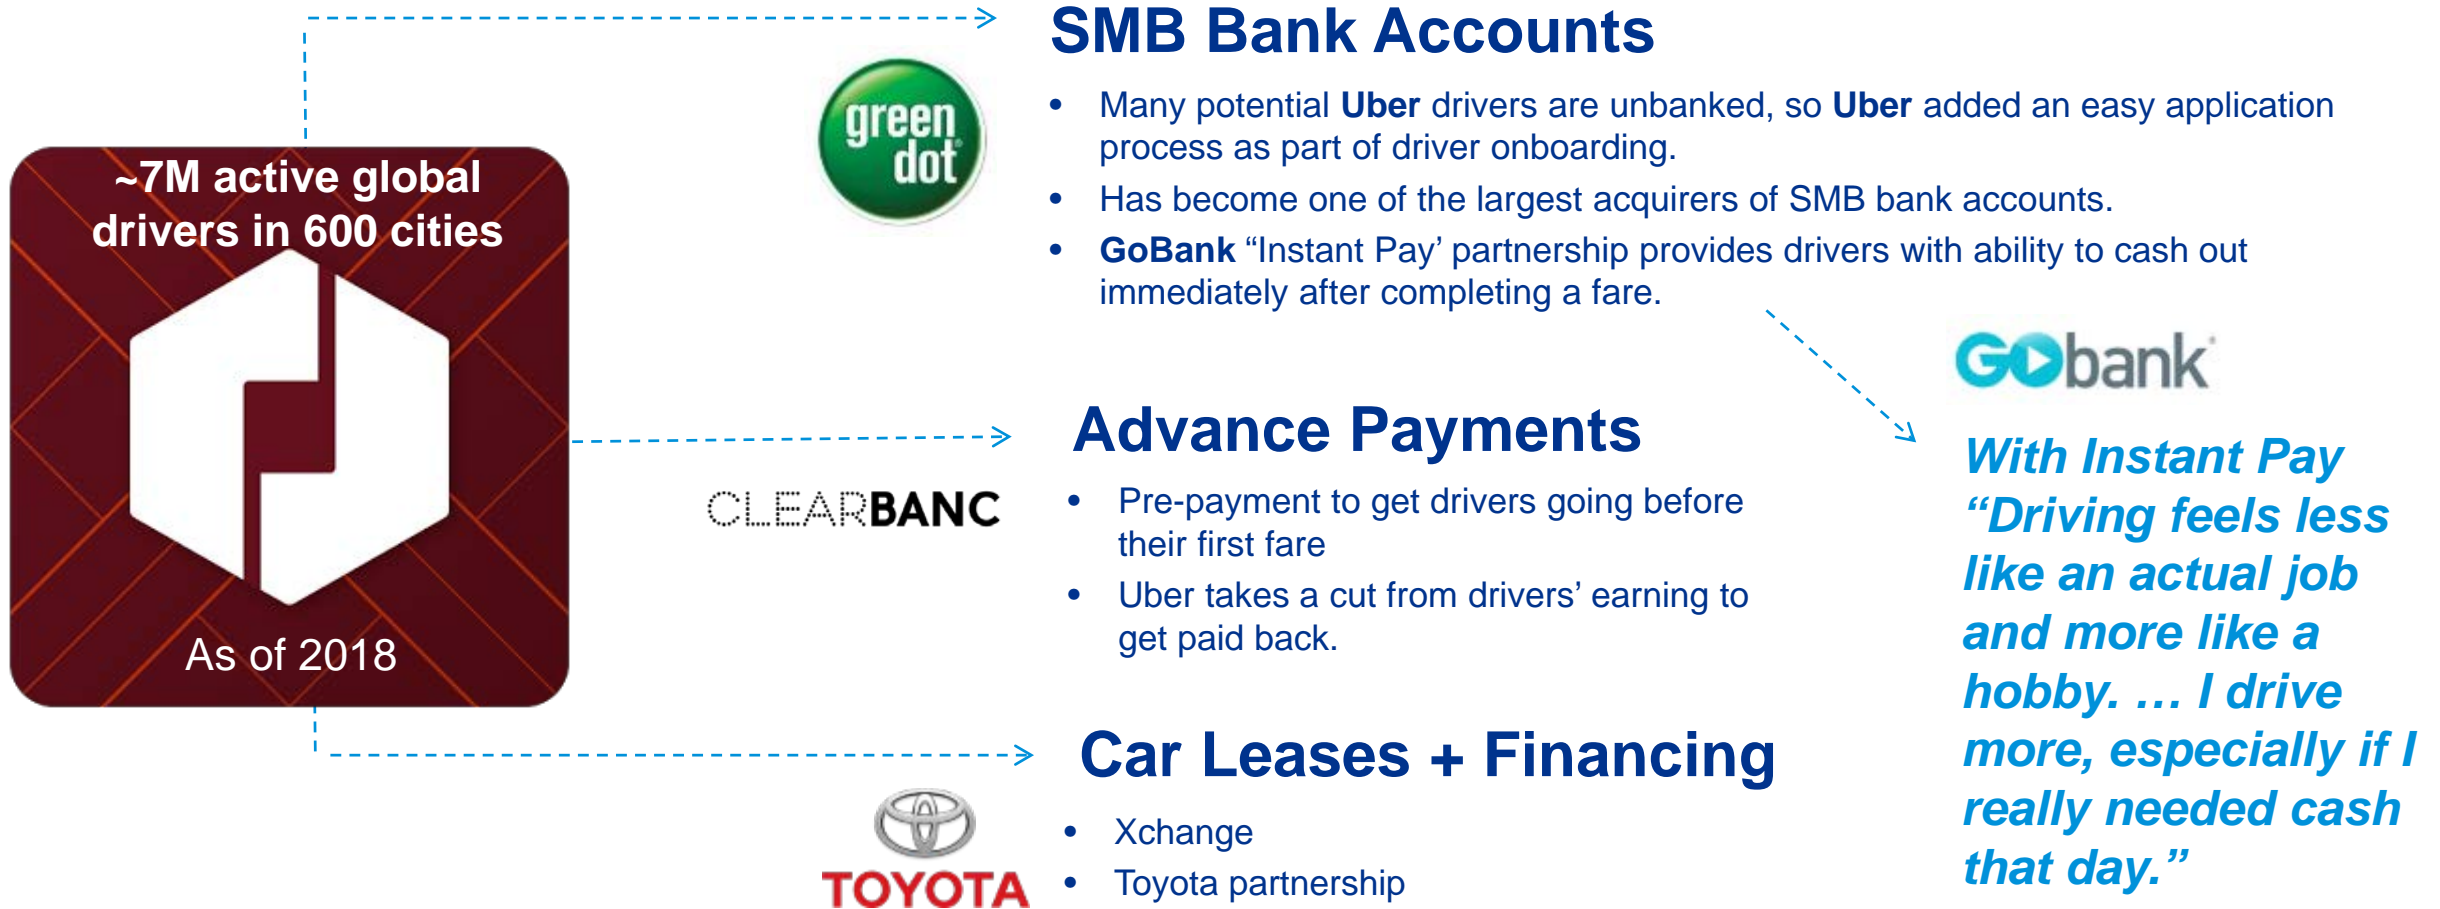 ~7M active global
drivers in 600 cities
As of 2018
green
dot
SMB Bank Accounts
• Many potential Uber drivers are unbanked, so Uber added an easy application
process as part of driver onboarding.
• Has become one of the largest acquirers of SMB bank accounts.
• GoBank “Instant Pay’ partnership provides drivers with ability to cash out
immediately after completing a fare.
CLEARBANC
Advance Payments
• Pre-payment to get drivers going before
their first fare
• Uber takes a cut from drivers’ earning to
get paid back.
TOYOTA
Car Leases + Financing
• Xchange
• Toyota partnership
GObank
With Instant Pay
“Driving feels less
like an actual job
and more like a
hobby. … I drive
more, especially if I
really needed cash
that day.”